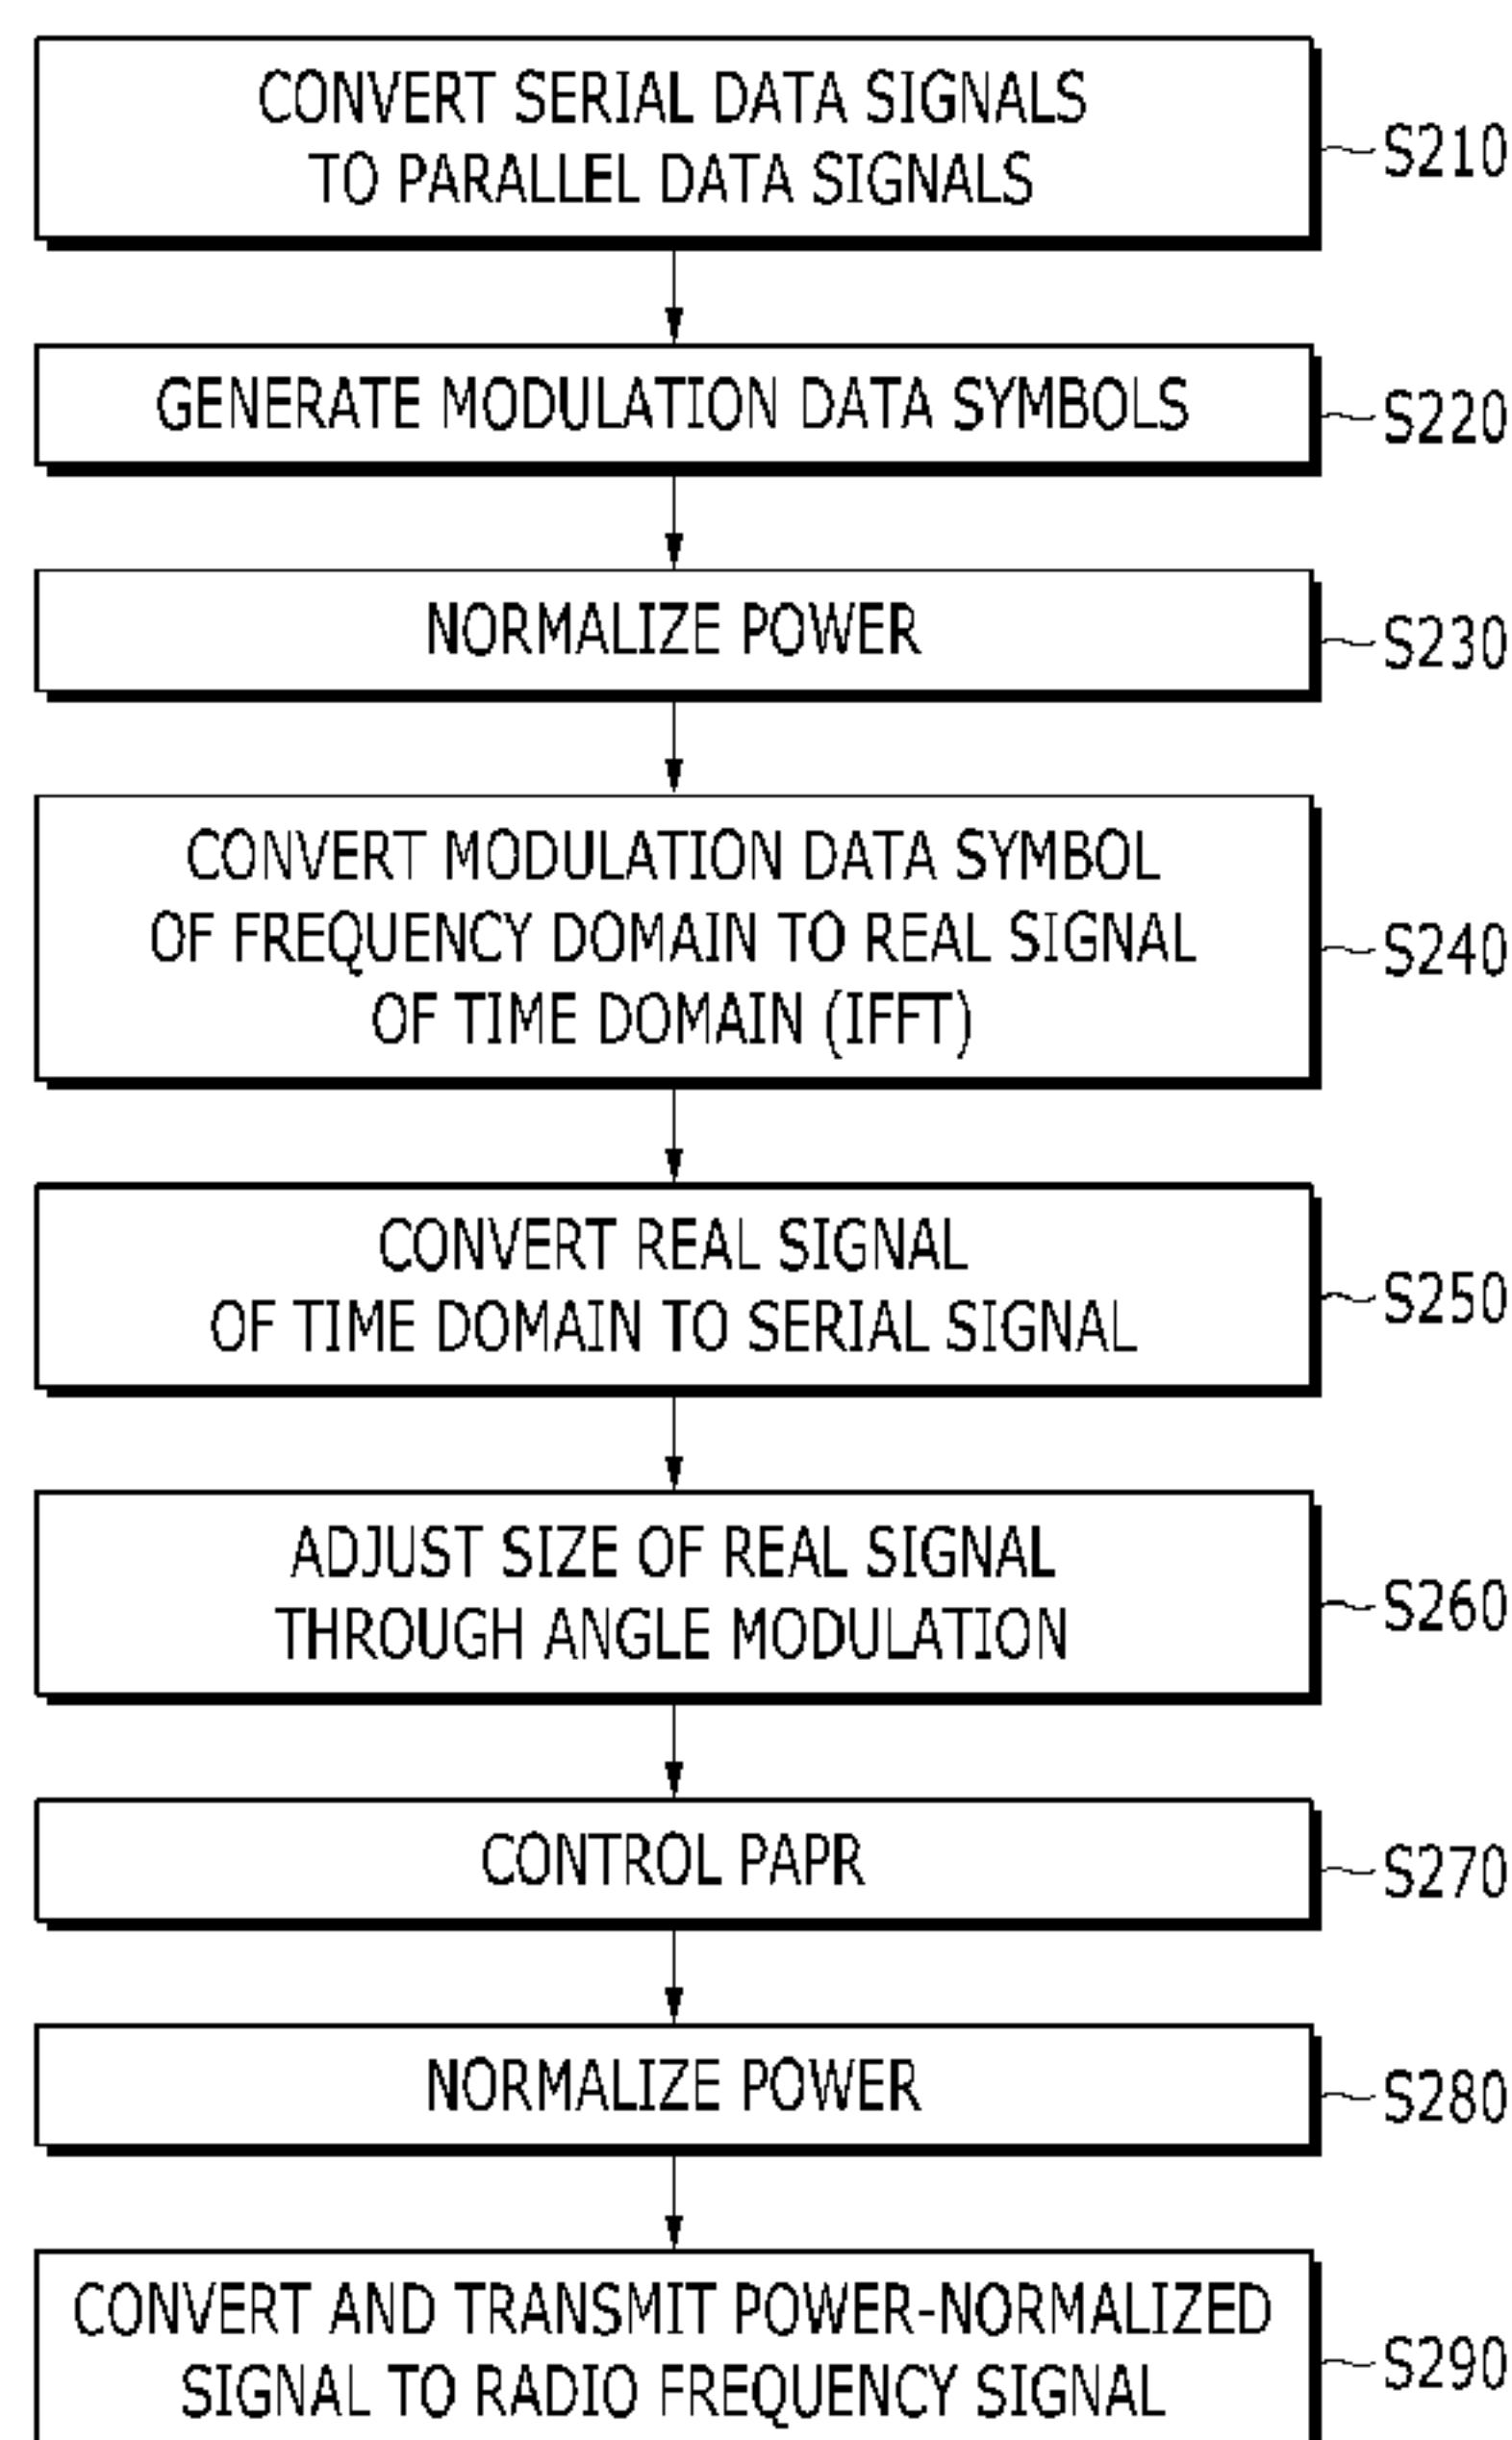 CONVERT SERIAL DATA SIGNALS
TO PARALLEL DATA SIGNALS
S210
GENERATE MODULATION DATA SYMBOLS
S220
NORMALIZE POWER
S230
CONVERT MODULATION DATA SYMBOL
OF FREQUENCY DOMAIN TO REAL SIGNAL
OF TIME DOMAIN (IFFT)
S240
CONVERT REAL SIGNAL
OF TIME DOMAIN TO SERIAL SIGNAL
S250
ADJUST SIZE OF REAL SIGNAL
THROUGH ANGLE MODULATION
S260
CONTROL PAPR
S270
NORMALIZE POWER
S280
CONVERT AND TRANSMIT POWER-NORMALIZED
SIGNAL TO RADIO FREQUENCY SIGNAL
S290